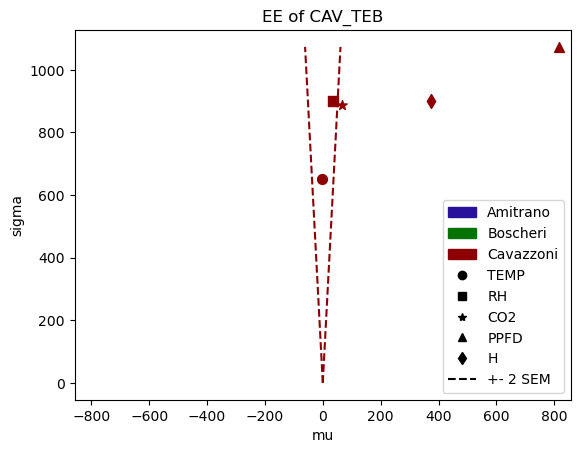 EE of CAV_TEB
sigma
1000
800
600
400
200
0
−800 −600 −400 −200 0 200 400 600 800
mu
Amitrano
Boscheri
Cavazzoni
TEMP
RH
CO2
PPFD
H
+- 2 SEM